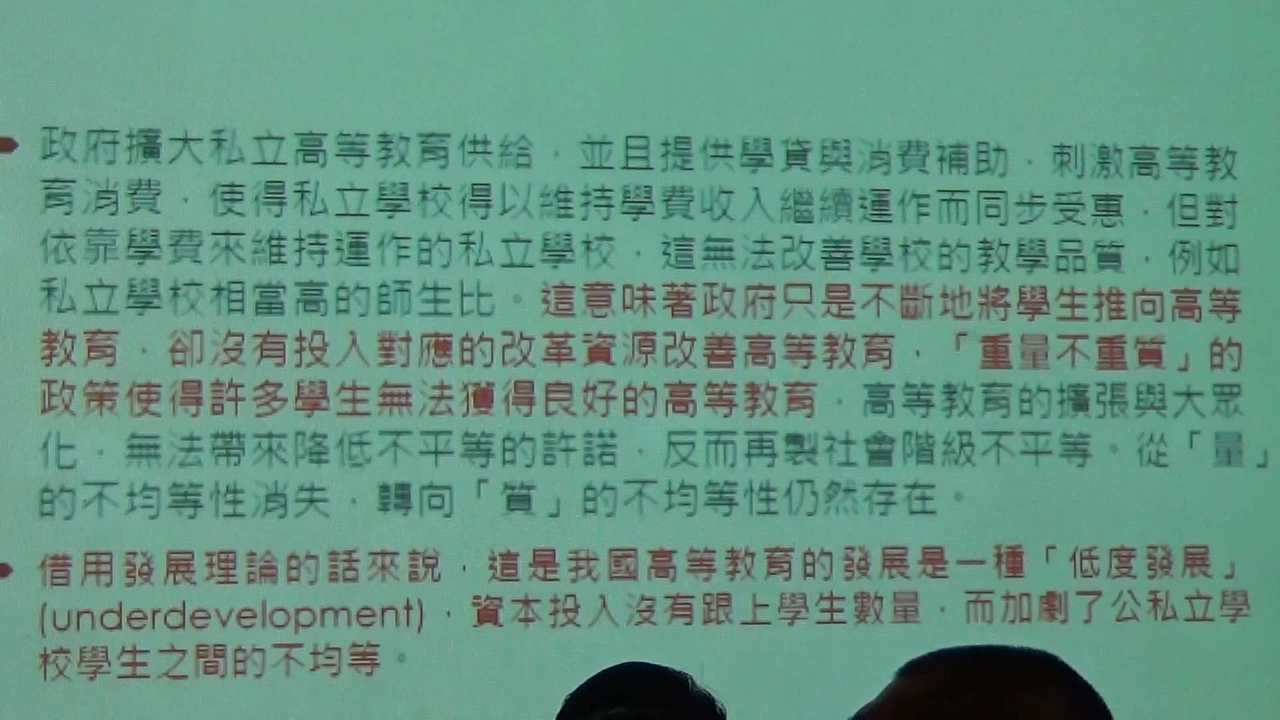 政府擴大私立高等教育供給，並且提供學貸與消費補助，刺激高等教
育消費，使得私立學校得以維持學費收入繼續運作而同步受惠，但對
依靠學費來維持運作的私立學校，這無法改善學校的教學品質，例如
私立學校相當高的師生比。這意味著政府只是不斷地將學生推向高等
教育，卻沒有投入對應的改革資源改善高等教育，「重量不重質」的
政策使得許多學生無法獲得良好的高等教育，高等教育的擴張與大眾
化，無法帶來降低不平等的許諾，反而再製社會階級不平等。從「量」
的不均等性消失，轉向「質」的不均等性仍然存在。
借用發展理論的話來說，這是我國高等教育的發展是一種「低度發展」
(underdevelopment)，資本投入沒有跟上學生數量，而加劇了公私立學
校學生之間的不均等。